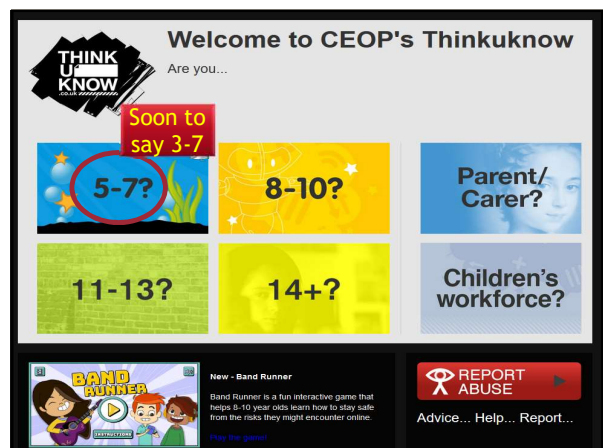 Welcome to CEOP's Thinkuknow
Are you...
THINK
U
KNOW
.co.uk
Soon to
say 3-7
5-7?
8-10?
Parent/
Carer?
11-13?
14+?
Children's
workforce?
BAND
RUNNER
INSTRUCTIONS
New - Band Runner
Band Runner is a fun interactive game that
helps 8-10 year olds learn how to stay safe
from the risks they might encounter online.
Play the game!
REPORT
ABUSE
Advice... Help... Report...